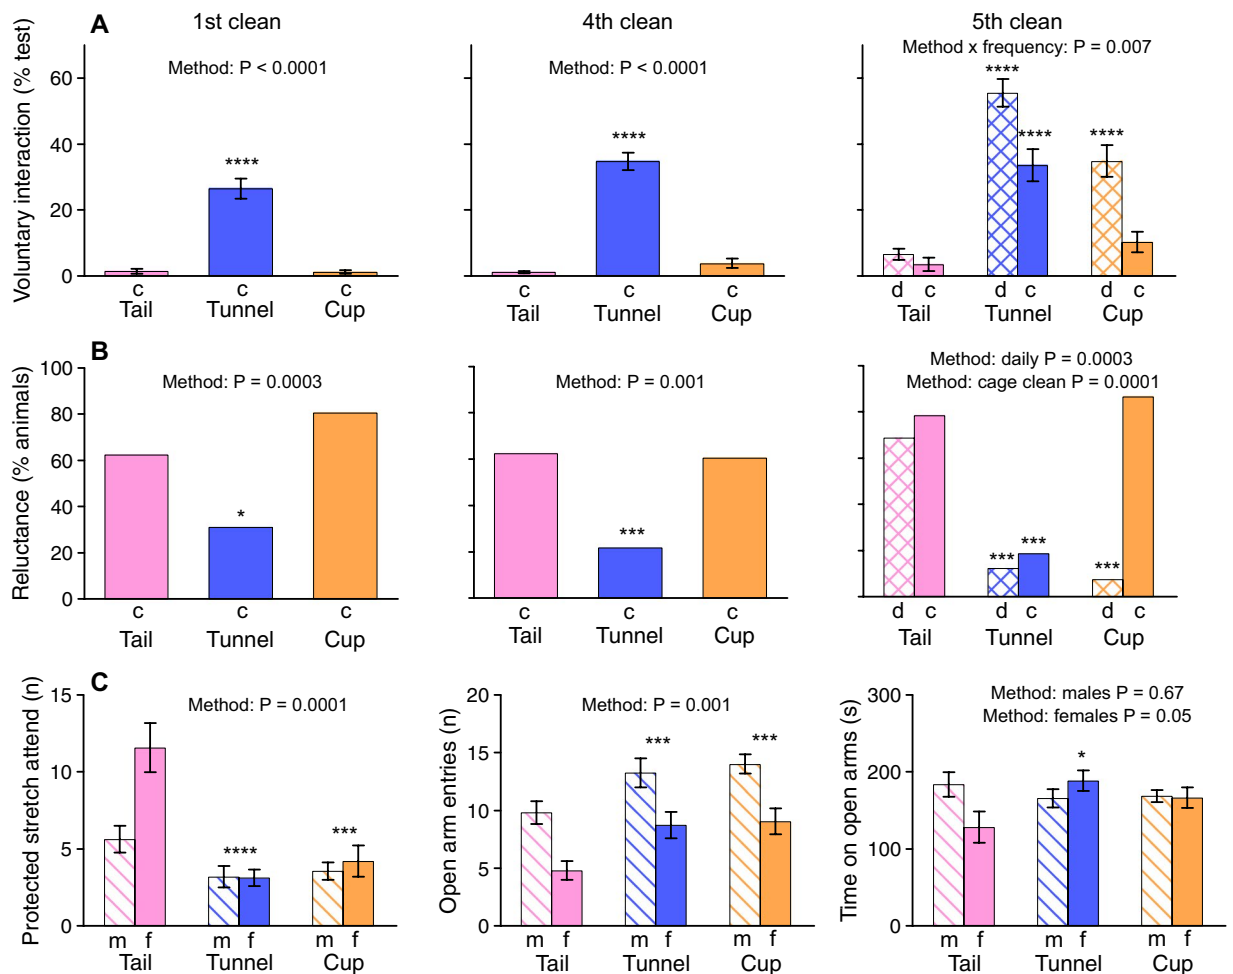 A
1st clean
4th clean
5th clean
Voluntary interaction (% test)
Method: P < 0.0001
Method: P < 0.0001
Method x frequency: P = 0.007
60
40
20
0
****
****
****
****
****
c c c
Tail Tunnel Cup
c c c
Tail Tunnel Cup
d c d c d c
Tail Tunnel Cup
B
Reluctance (% animals)
Method: P = 0.0003
Method: P = 0.001
Method: daily P = 0.0003
Method: cage clean P = 0.0001
100
80
60
40
20
0
*
***
***
***
***
c c c
Tail Tunnel Cup
c c c
Tail Tunnel Cup
d c d c d c
Tail Tunnel Cup
C
Protected stretch attend (n)
Method: P = 0.0001
15
10
5
0
****
***
m f m f m f
Tail Tunnel Cup
Open arm entries (n)
Method: P = 0.001
20
15
10
5
0
***
***
m f m f m f
Tail Tunnel Cup
Time on open arms (s)
Method: males P = 0.67
Method: females P = 0.05
300
200
100
0
*
m f m f m f
Tail Tunnel Cup